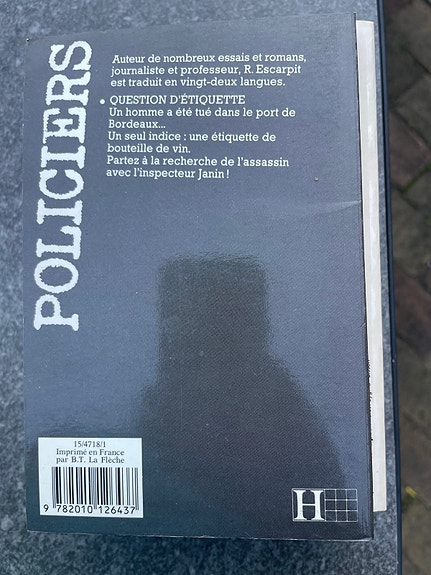 POLICIERS
Auteur de nombreux essais et romans,
journaliste et professeur, R. Escarpit
est traduit en vingt-deux langues.
• QUESTION D'ÉTIQUETTE
Un homme a été tué dans le port de
Bordeaux...
Un seul indice : une étiquette de
bouteille de vin.
Partez à la recherche de l'assassin
avec l'inspecteur Janin !
15/4718/1
Imprimé en France
par B.T. La Flèche
9 782010 126437
H